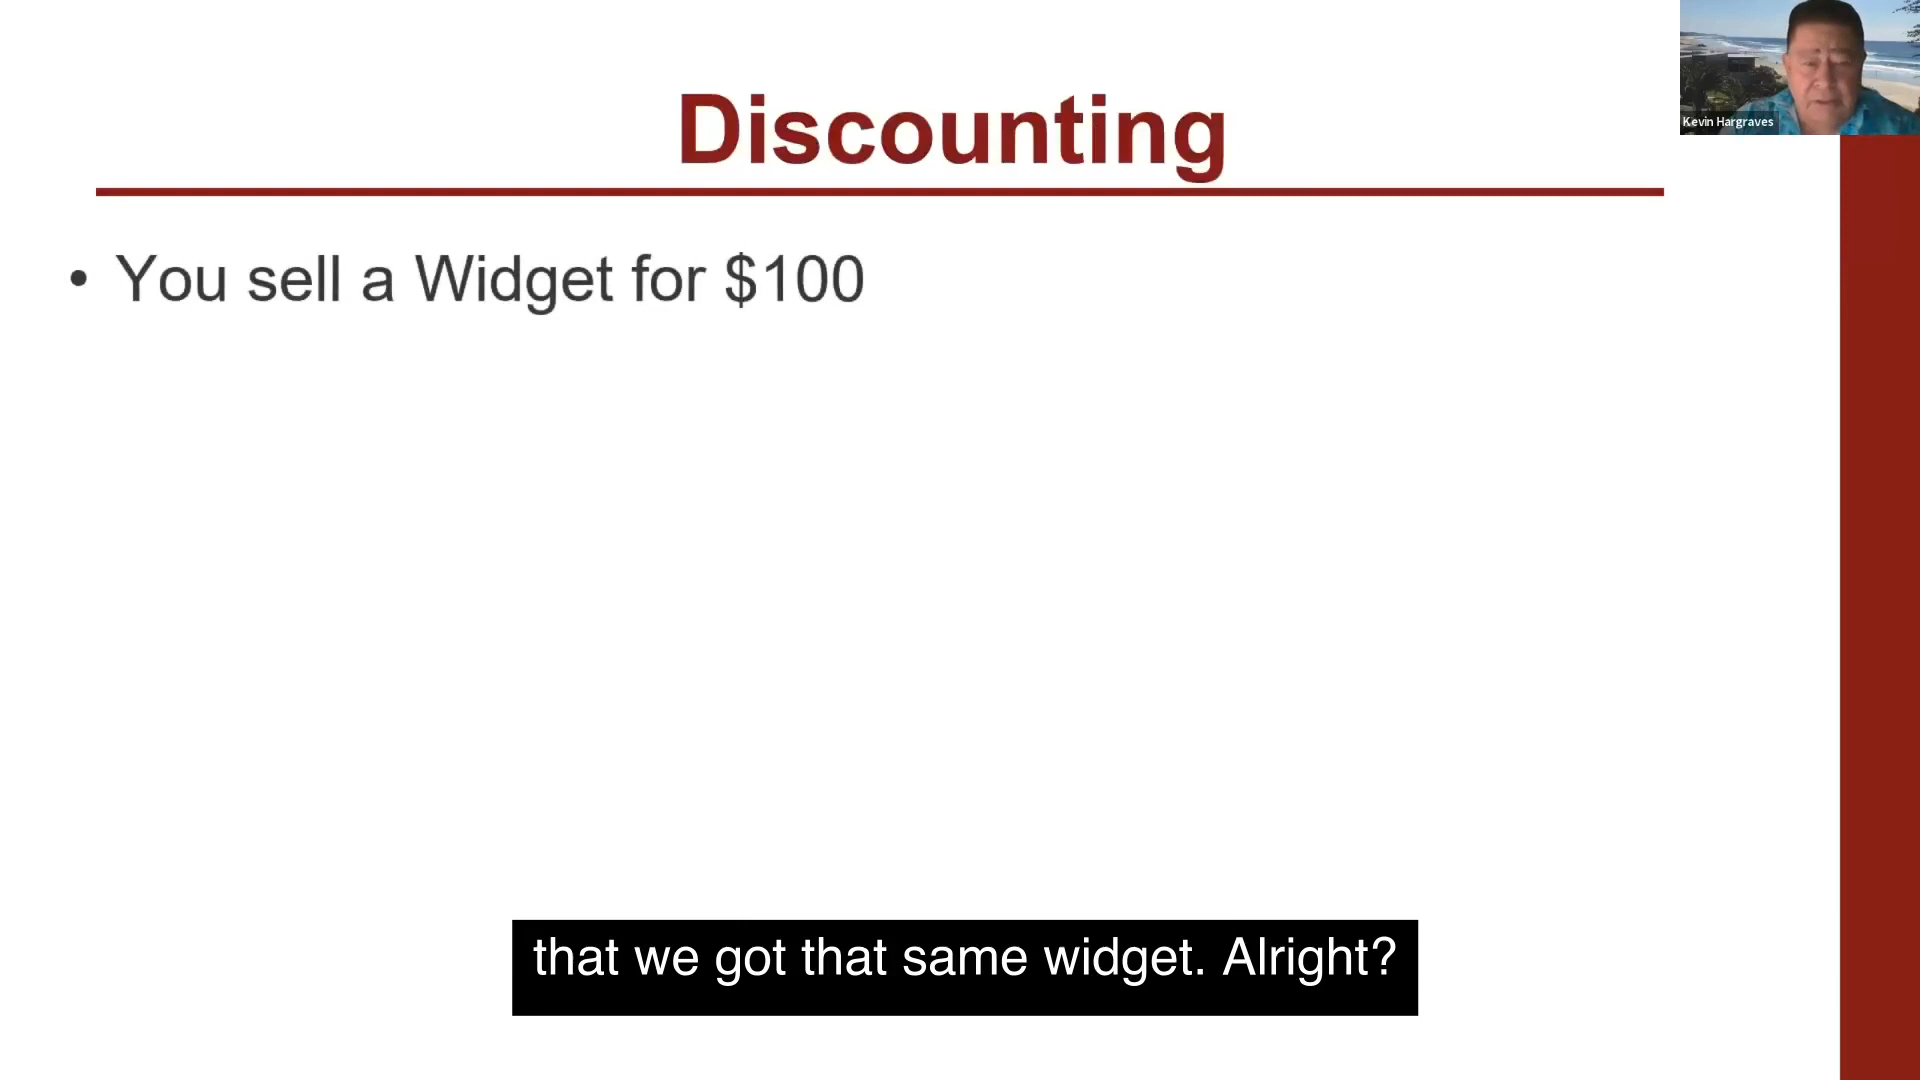 Kevin Hargraves
Discounting
• You sell a Widget for $100
that we got that same widget. Alright?